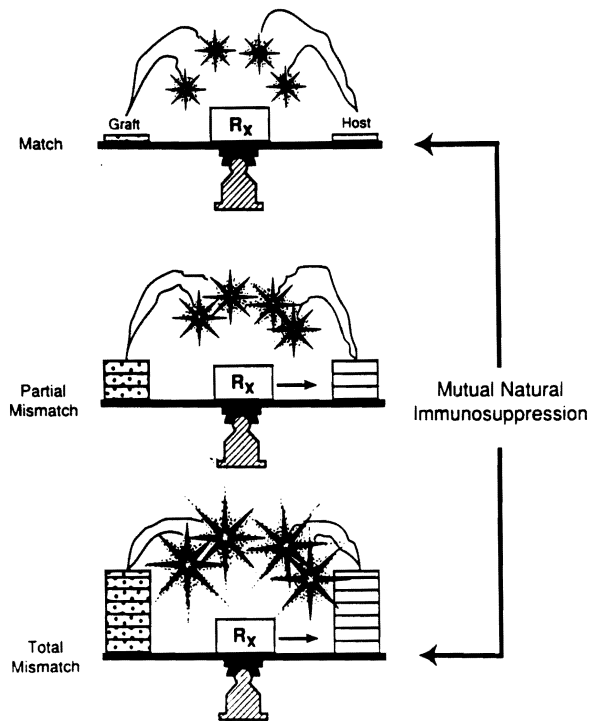 Graft
Rx
Host
Match
Partial
Mismatch
Rx
Mutual Natural
Immunosuppression
Total
Mismatch
Rx